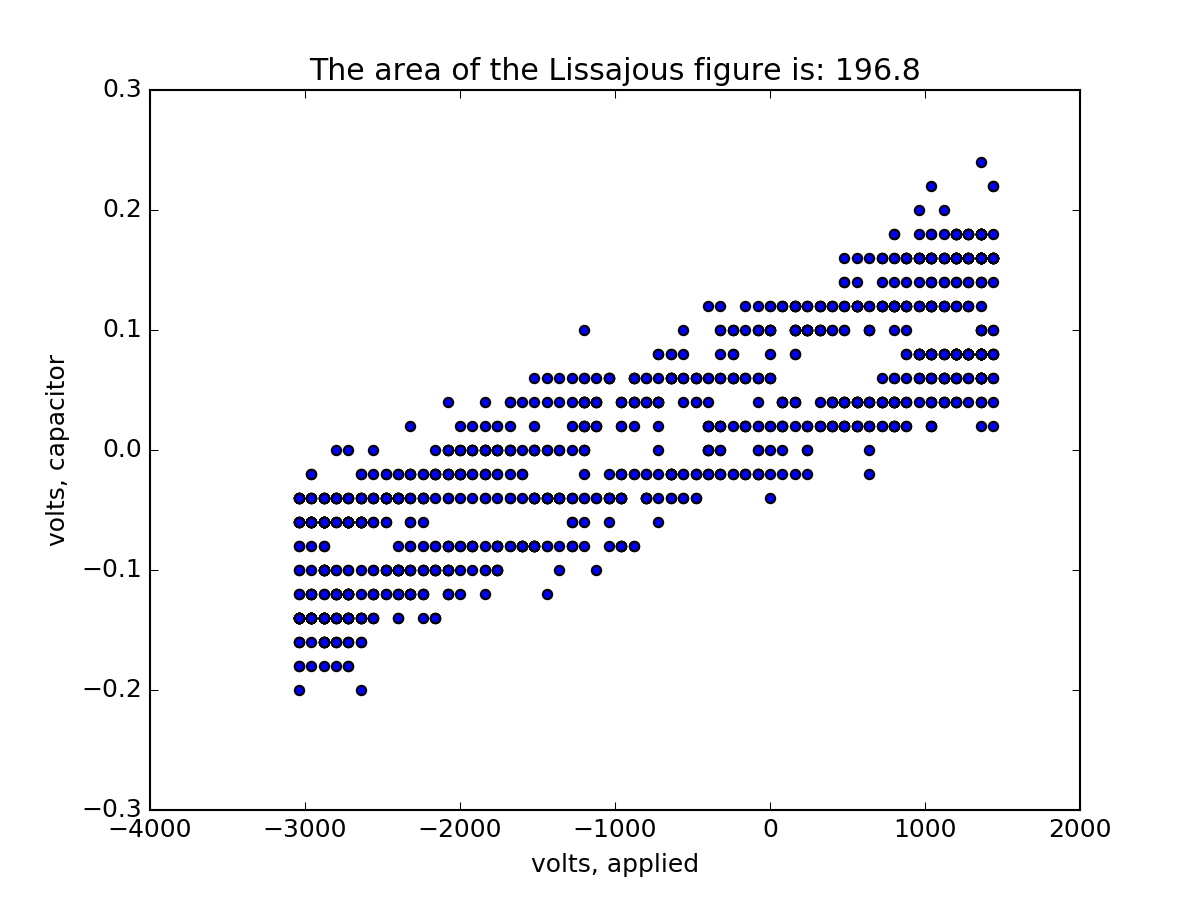 The area of the Lissajous figure is: 196.8
0.3
0.2
0.1
0.0
−0.1
−0.2
−0.3
volts, capacitor
−4000 −3000 −2000 −1000 0 1000 2000
volts, applied